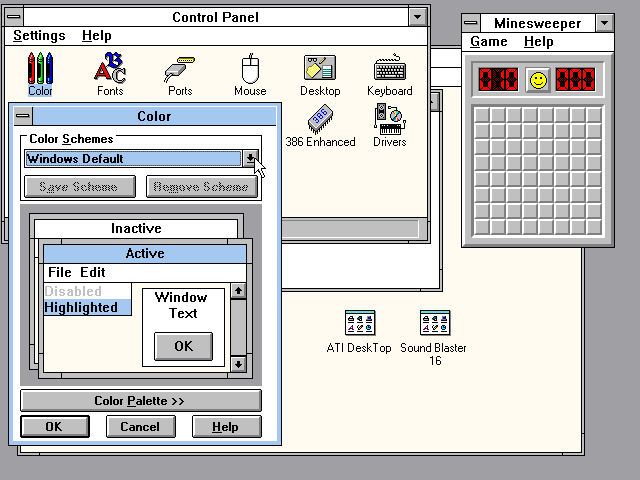 Control Panel
Settings Help
Color
Fonts
Ports
Mouse
Desktop
Keyboard
386
386 Enhanced
Drivers
Color
Color Schemes
Windows Default
Save Scheme
Remove Scheme
Inactive
Active
File Edit
Disabled
Highlighted
Window
Text
OK
Color Palette >>
OK
Cancel
Help
Minesweeper
Game Help
ATI DeskTop
Sound Blaster
16